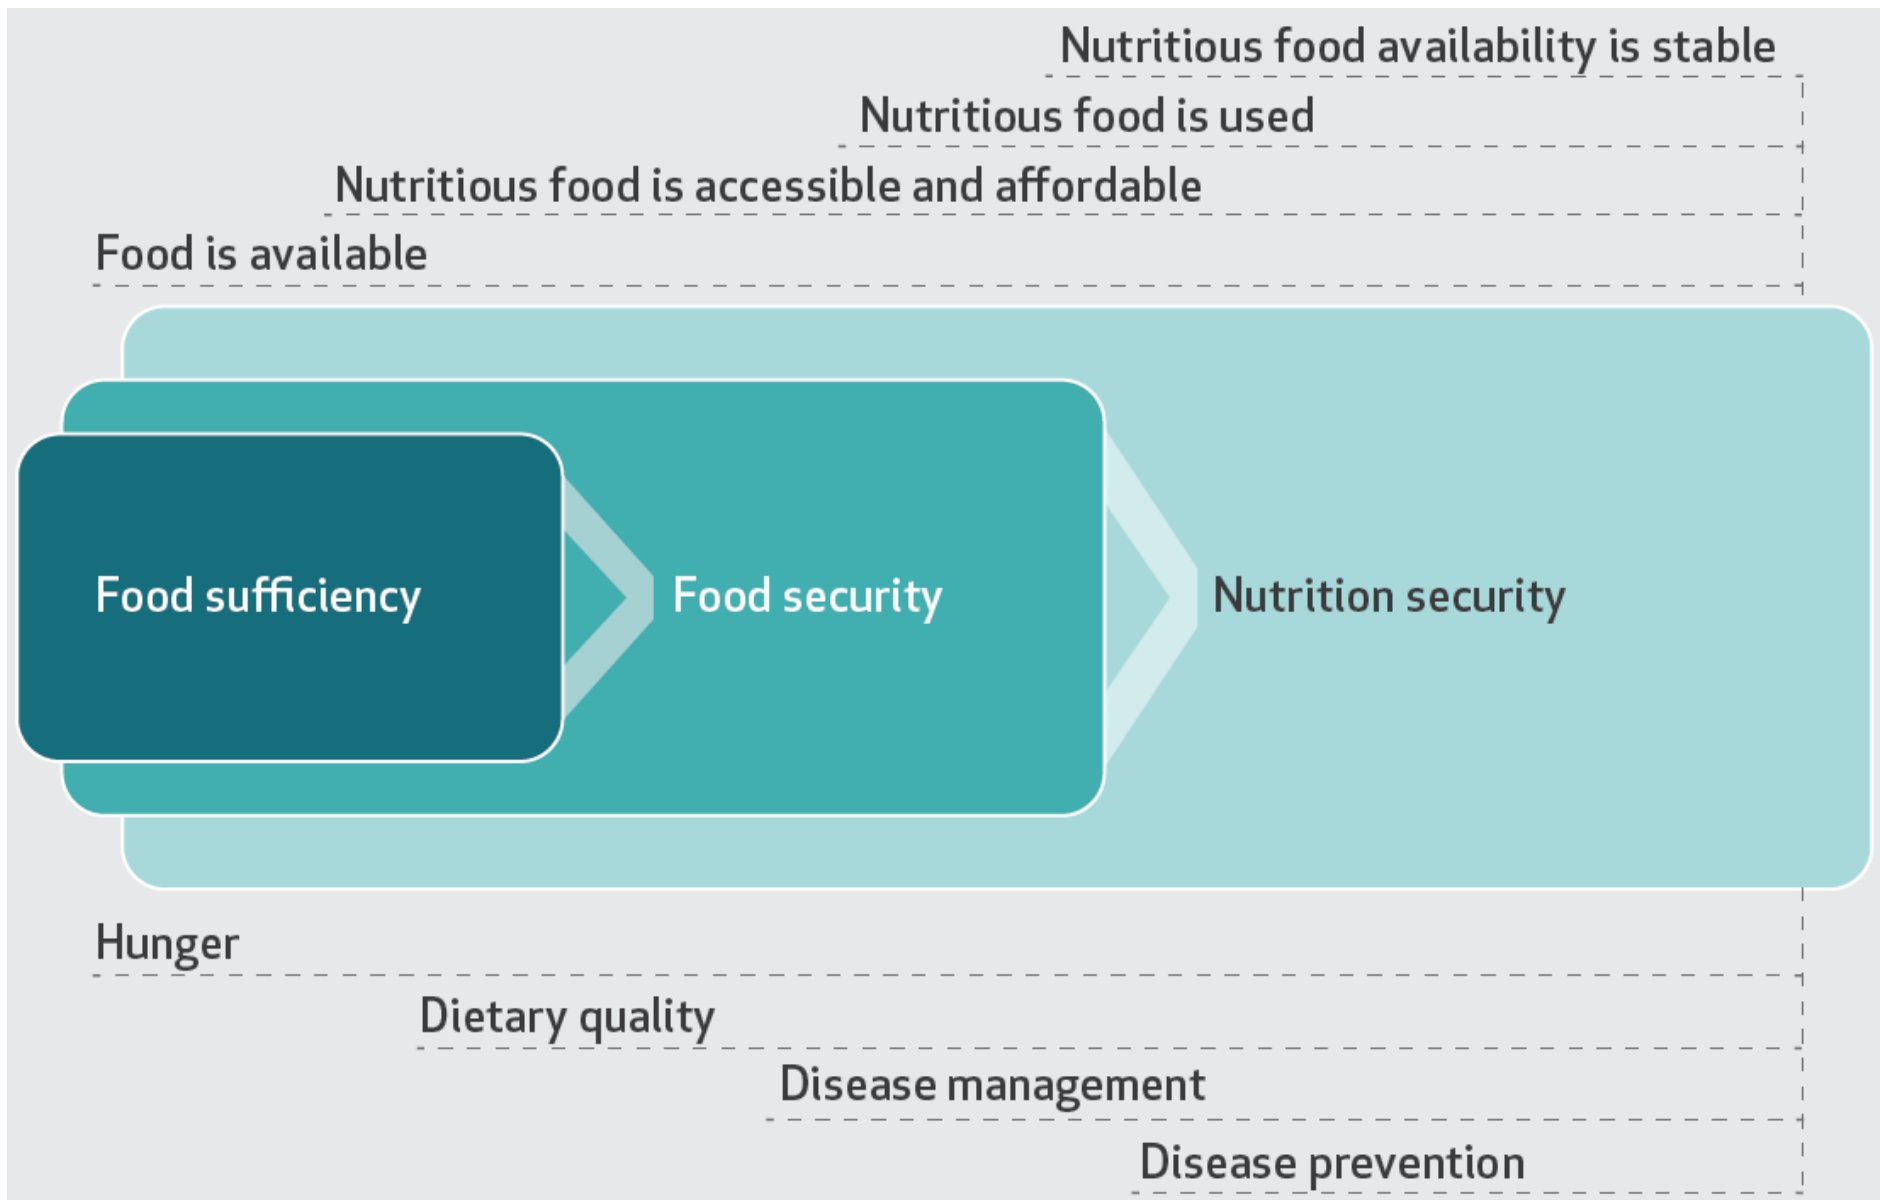 Nutritious food availability is stable
Nutritious food is used
Nutritious food is accessible and affordable
Food is available
Food sufficiency
Food security
Nutrition security
Hunger
Dietary quality
Disease management
Disease prevention